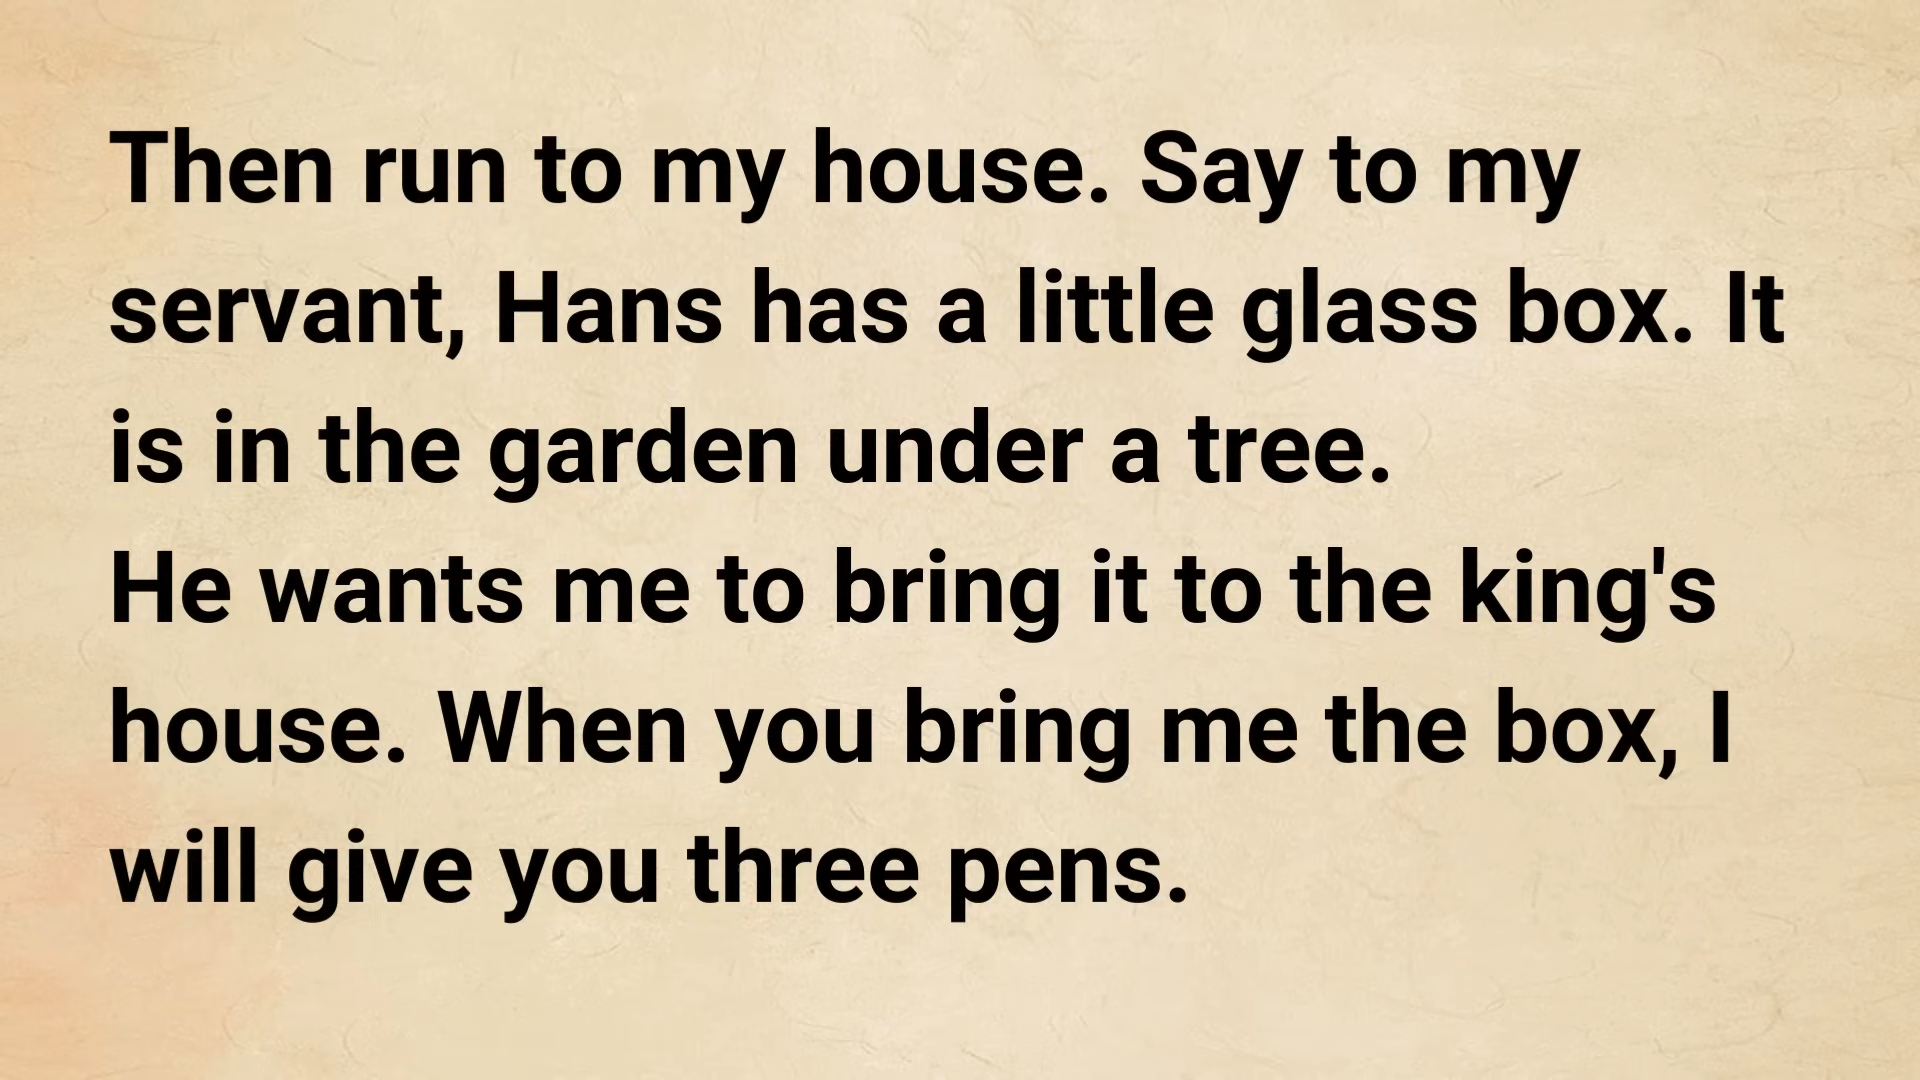 Then run to my house. Say to my
servant, Hans has a little glass box. It
is in the garden under a tree.
He wants me to bring it to the king's
house. When you bring me the box, I
will give you three pens.